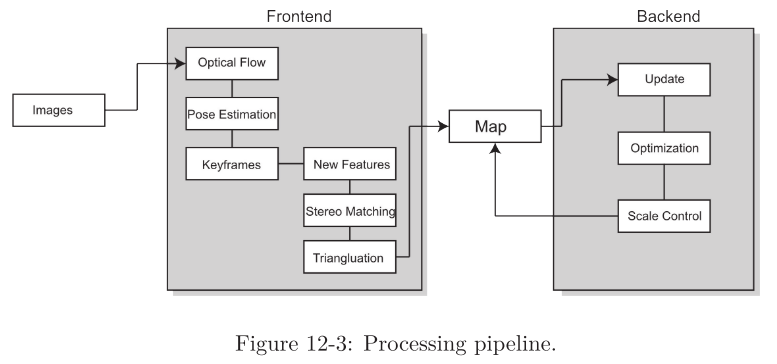 Frontend
Backend
Images
Optical Flow
Pose Estimation
Keyframes
New Features
Stereo Matching
Triangluation
Map
Update
Optimization
Scale Control
Figure 12-3: Processing pipeline.